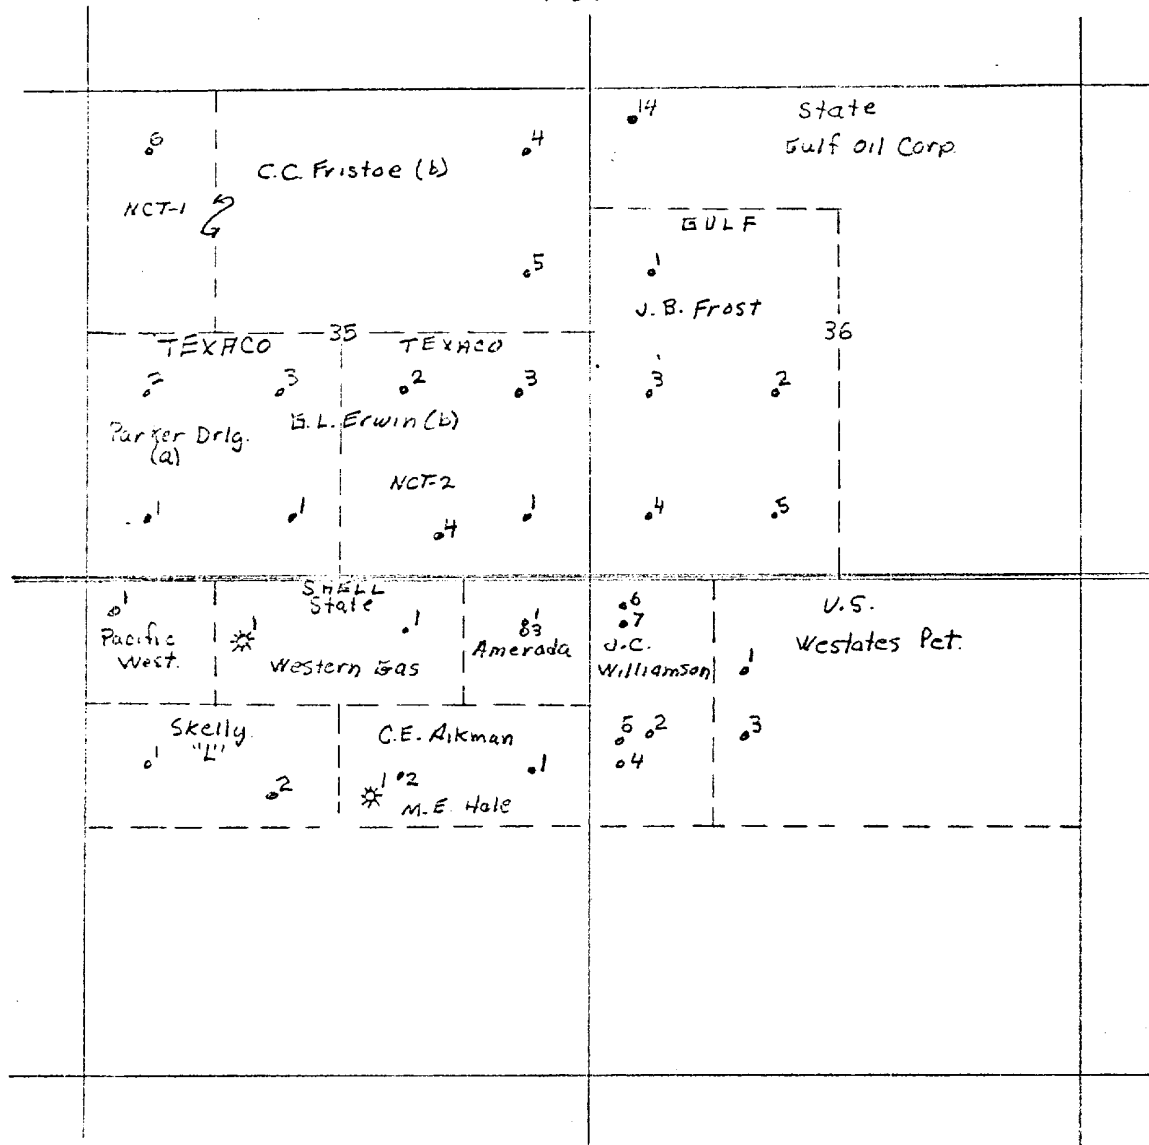 14
State
Gulf Oil Corp.
6
4
C.C. Fristoe (b)
NCT-1
GULF
5
1
J.B. Frost
35
36
TEXACO
TEXACO
2
3
2
3
3
2
G.L. Erwin (b)
Parker Drlg.
(a)
NCT-2
1
1
4
1
4
5
SHELL
State
1
1
1
1
3
6
7
U.S.
Pacific
West.
Western Gas
Amerada
J.C.
Williamson
Westates Pet.
1
Skelly
"L"
C.E. Aikman
5
2
3
1
2
1
2
1
4
M.E. Hale